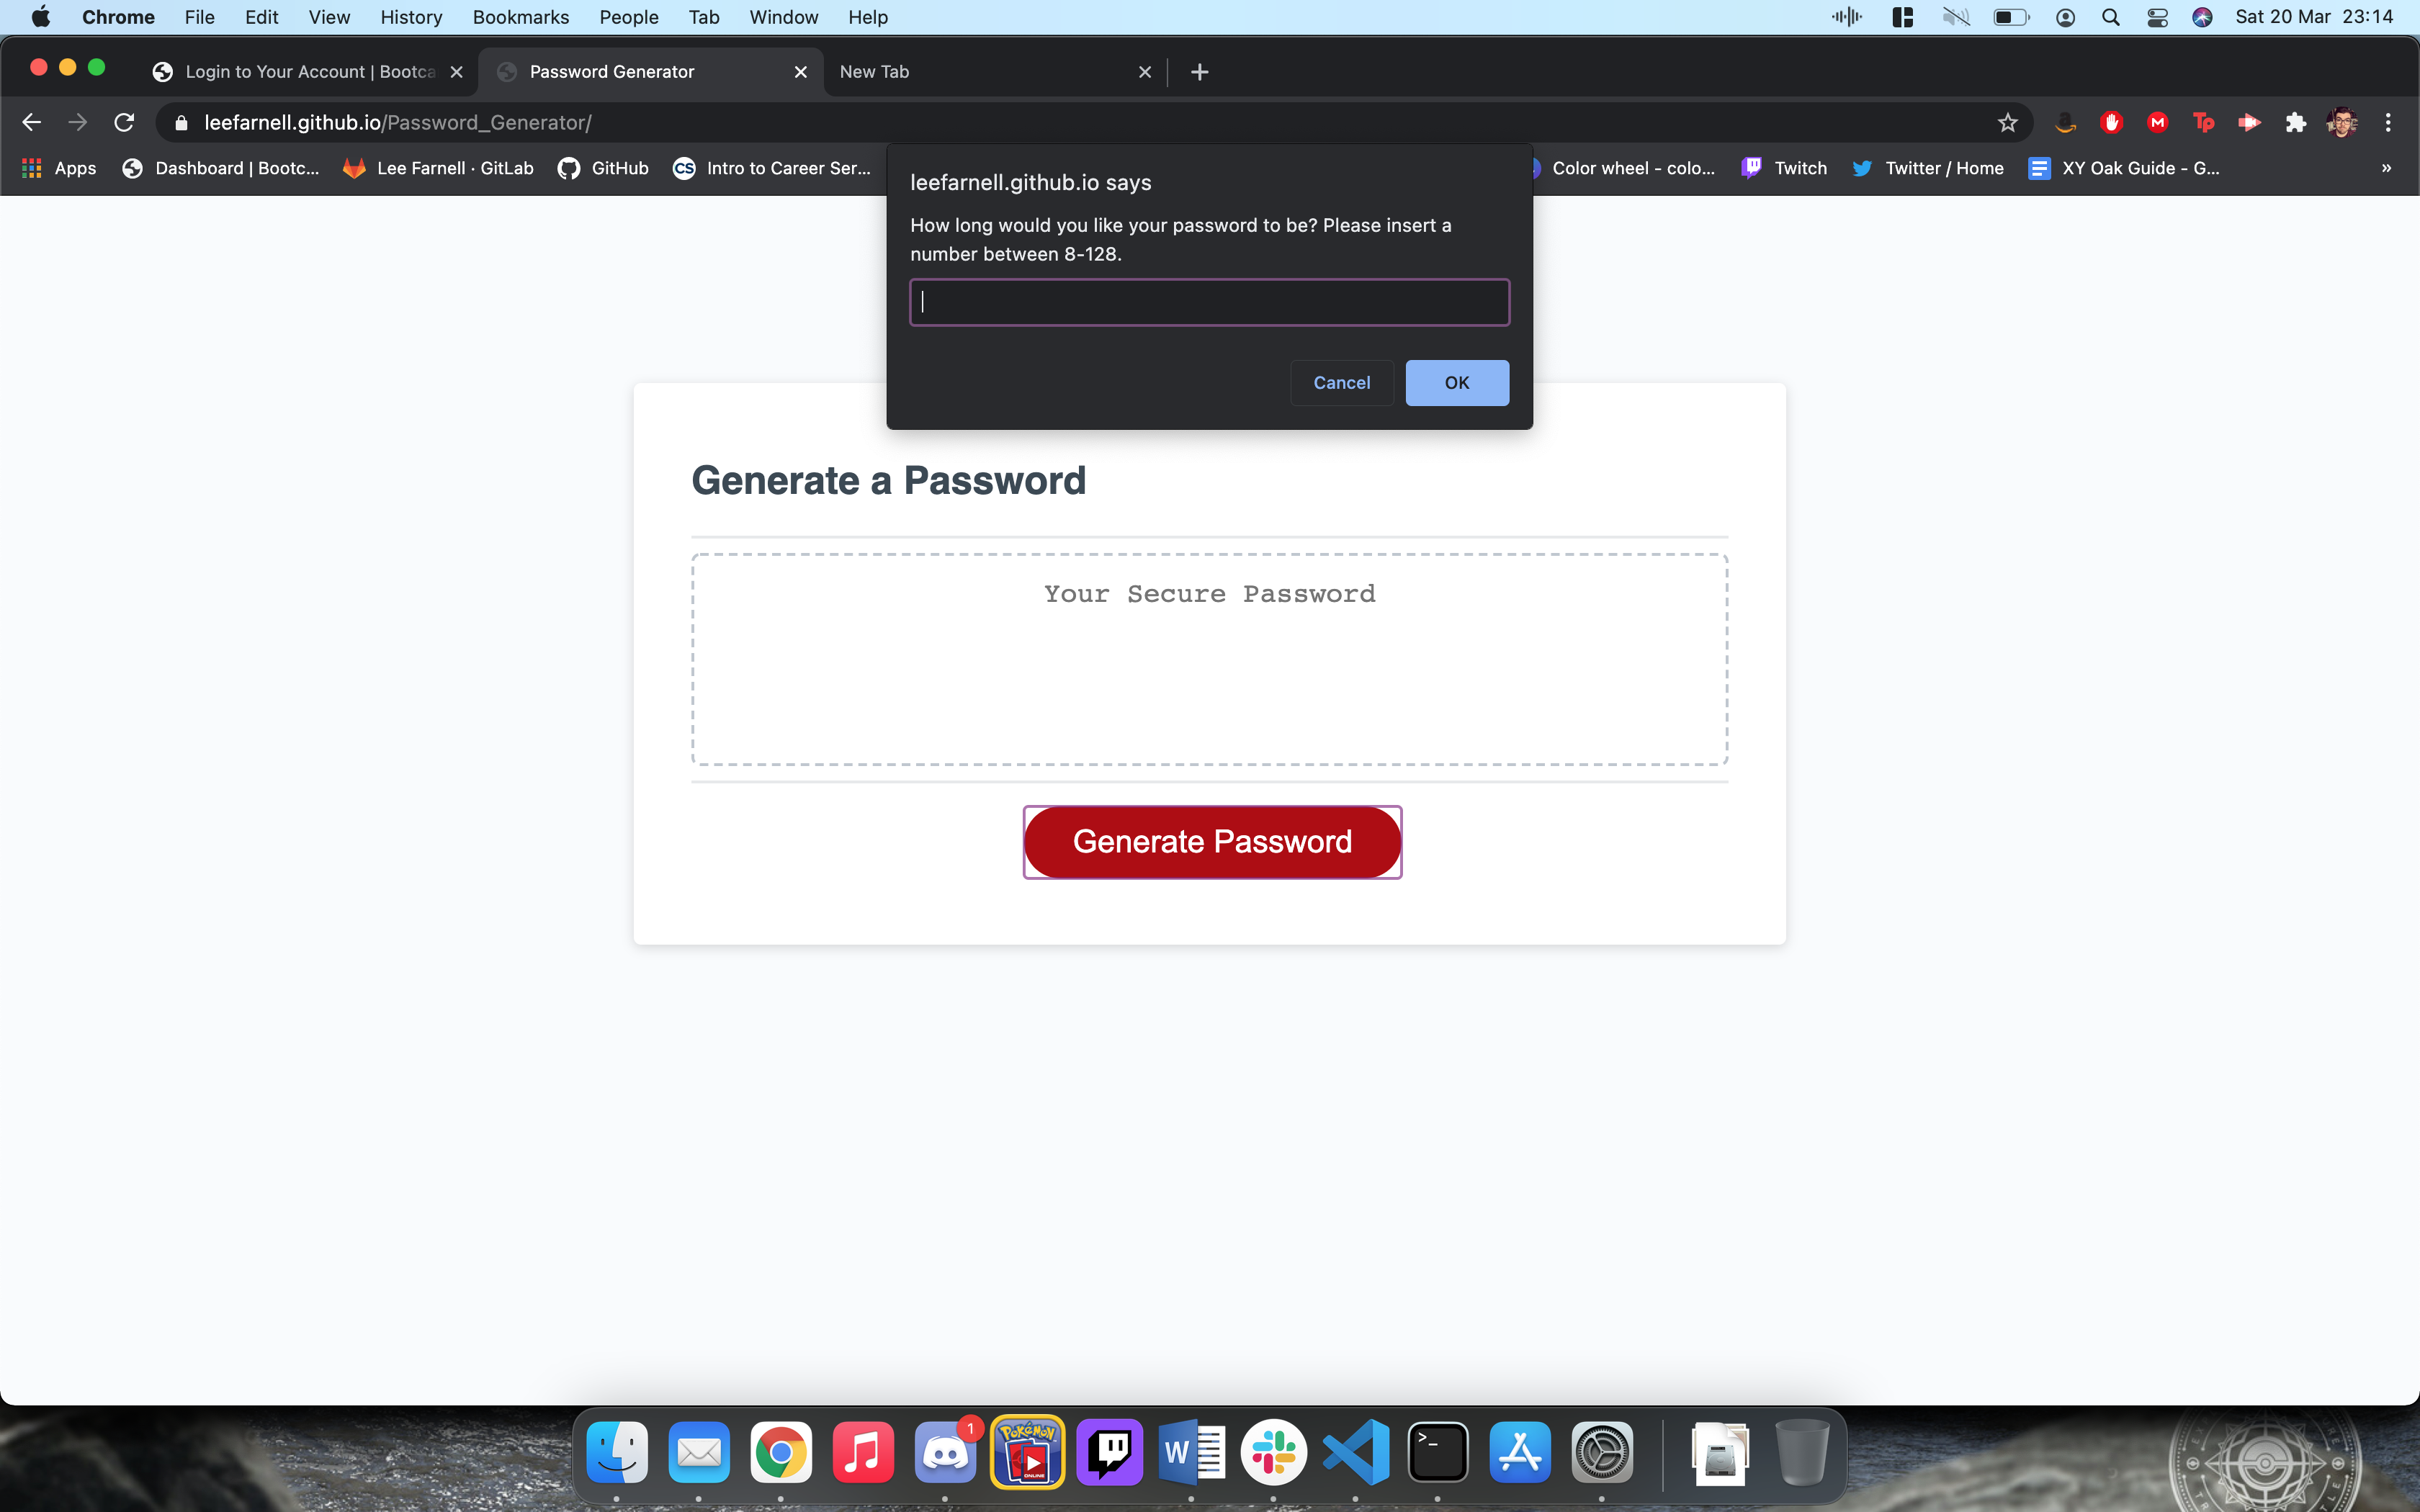 Chrome File Edit View History Bookmarks People Tab Window Help Sat 20 Mar 23:14
Login to Your Account | Bootca Password Generator New Tab
leefarnell.github.io/Password_Generator/
Apps Dashboard | Bootc... Lee Farnell · GitLab GitHub CS Intro to Career Ser... Color wheel - colo... Twitch Twitter / Home XY Oak Guide - G... »
leefarnell.github.io says
How long would you like your password to be? Please insert a
number between 8-128.
Cancel OK
Generate a Password
Your Secure Password
Generate Password
1
Pokémon
ONLINE
W